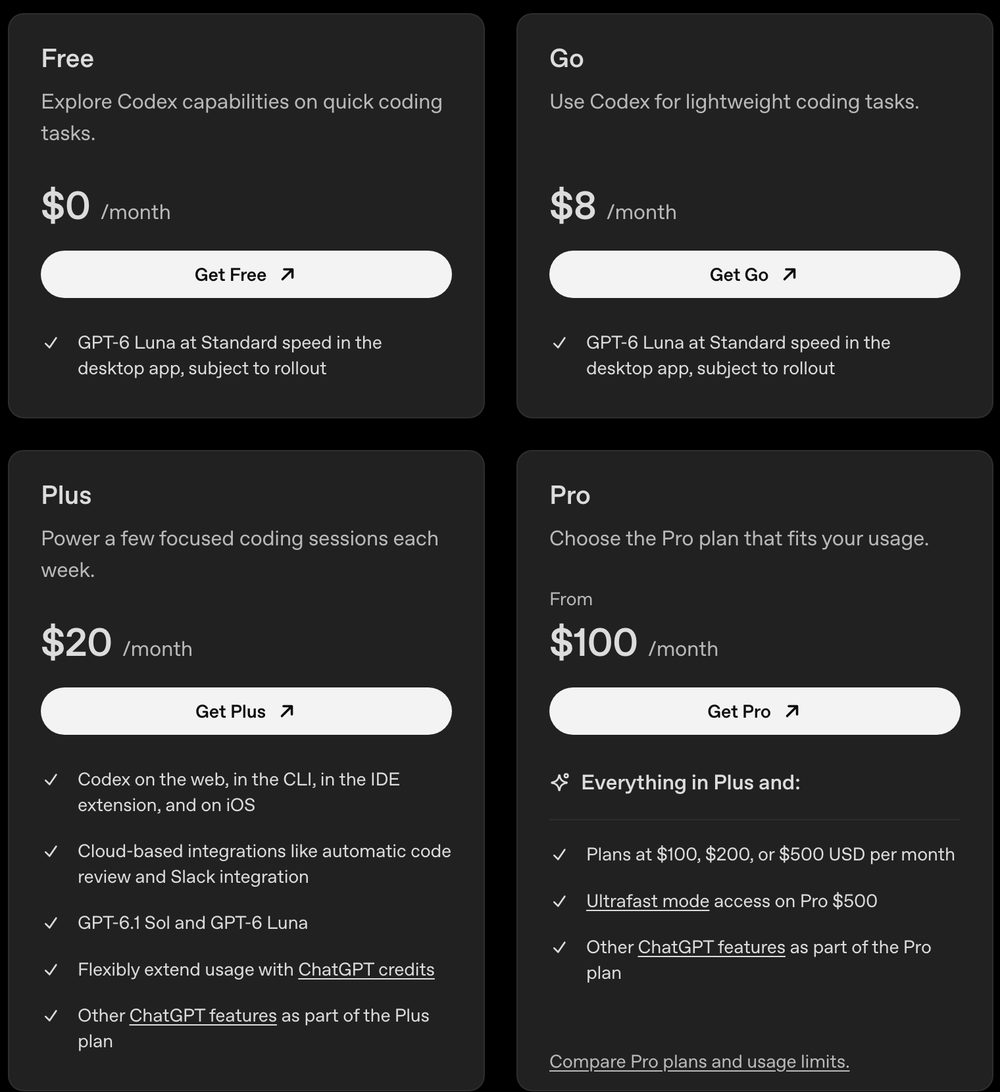 Free
Explore Codex capabilities on quick coding
tasks.
$0 /month
Get Free
GPT-6 Luna at Standard speed in the
desktop app, subject to rollout
Go
Use Codex for lightweight coding tasks.
$8 /month
Get Go
GPT-6 Luna at Standard speed in the
desktop app, subject to rollout
Plus
Power a few focused coding sessions each
week.
$20 /month
Get Plus
Codex on the web, in the CLI, in the IDE
extension, and on iOS
Cloud-based integrations like automatic code
review and Slack integration
GPT-6.1 Sol and GPT-6 Luna
Flexibly extend usage with ChatGPT credits
Other ChatGPT features as part of the Plus
plan
Pro
Choose the Pro plan that fits your usage.
From
$100 /month
Get Pro
Everything in Plus and:
Plans at $100, $200, or $500 USD per month
Ultrafast mode access on Pro $500
Other ChatGPT features as part of the Pro
plan
Compare Pro plans and usage limits.